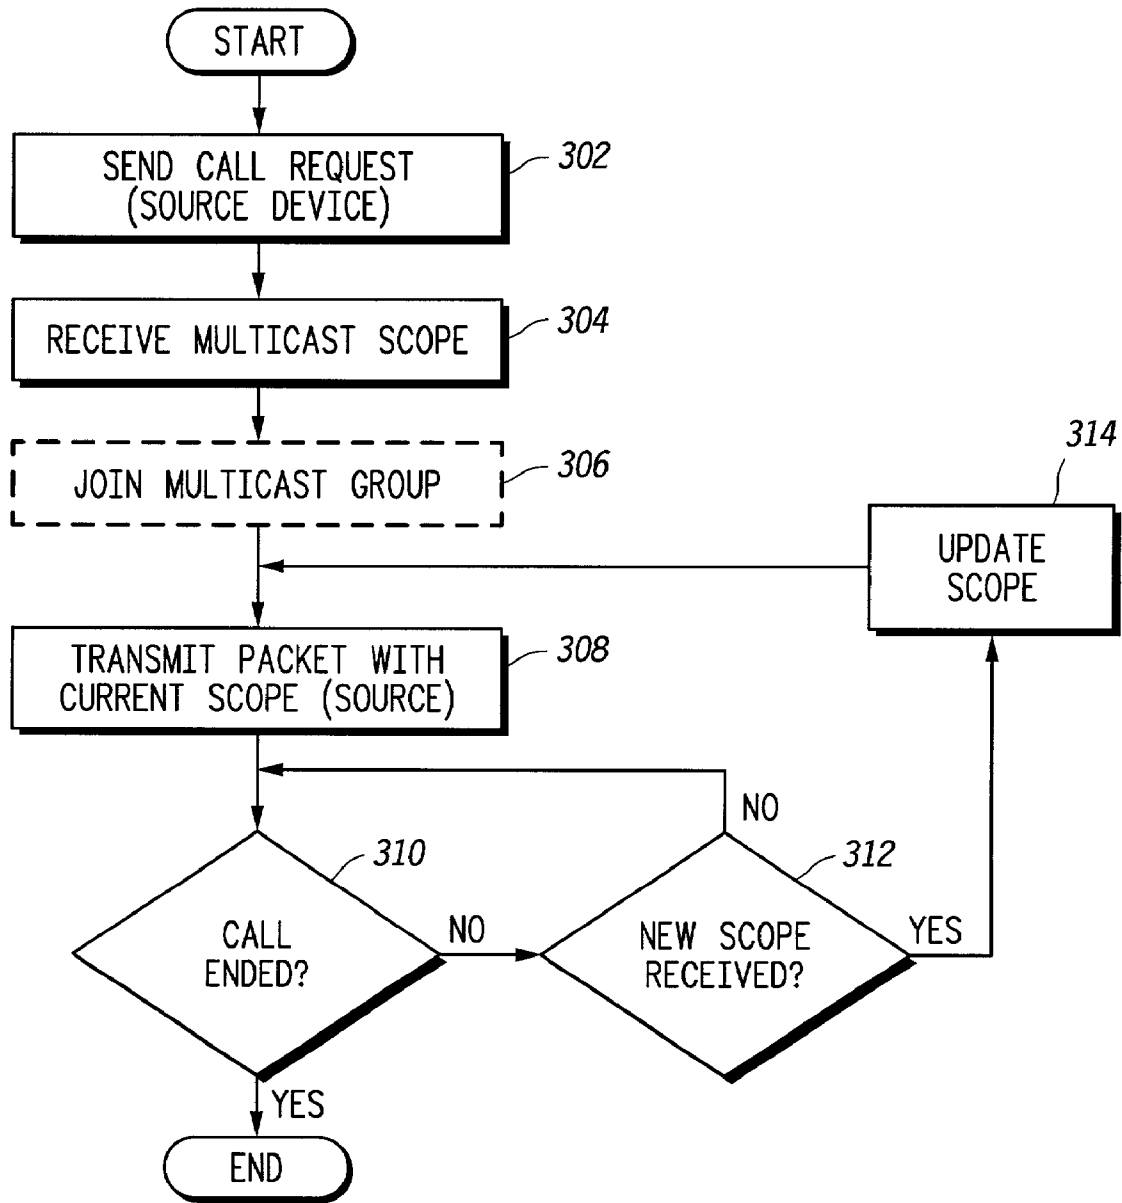 START
SEND CALL REQUEST
(SOURCE DEVICE)
302
RECEIVE MULTICAST SCOPE
304
JOIN MULTICAST GROUP
306
314
UPDATE
SCOPE
TRANSMIT PACKET WITH
CURRENT SCOPE (SOURCE)
308
NO
310
312
CALL
ENDED?
NO
NEW SCOPE
RECEIVED?
YES
YES
END